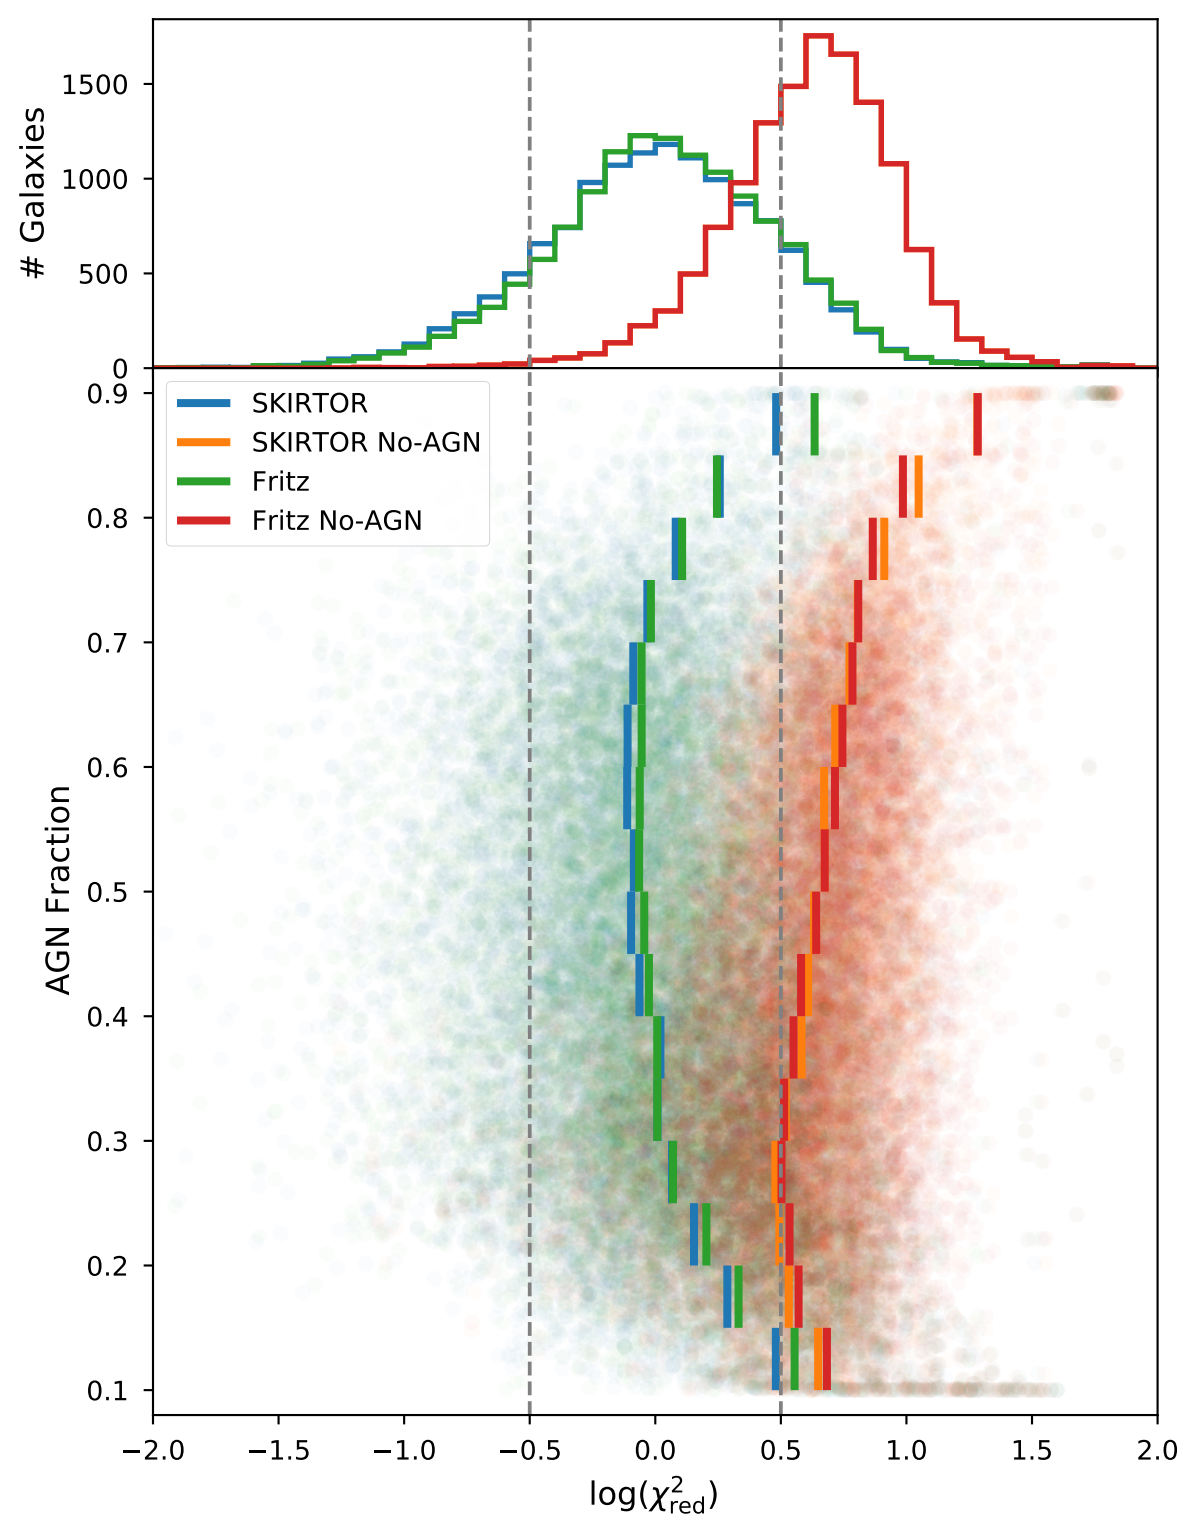 # Galaxies
1500
1000
500
0
SKIRTOR
SKIRTOR No-AGN
Fritz
Fritz No-AGN
AGN Fraction
0.9
0.8
0.7
0.6
0.5
0.4
0.3
0.2
0.1
−2.0 −1.5 −1.0 −0.5 0.0 0.5 1.0 1.5 2.0
log(χ²red)